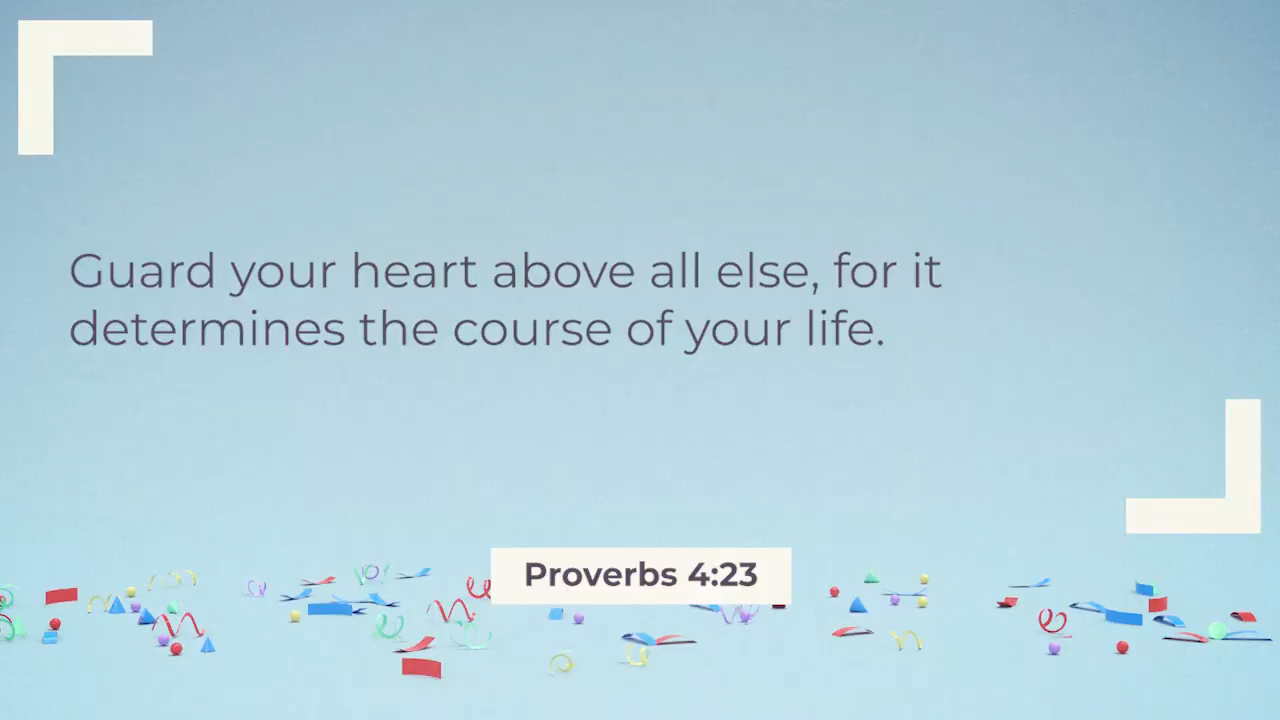 Guard your heart above all else, for it
determines the course of your life.
Proverbs 4:23